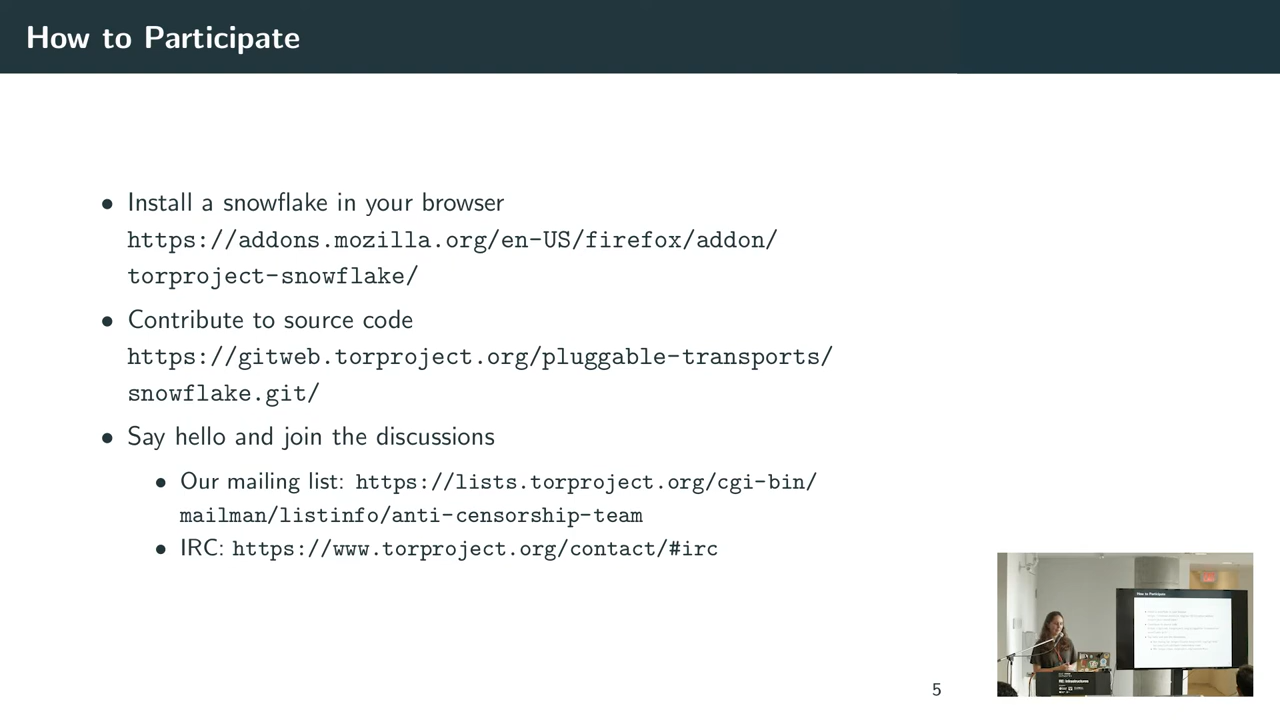 How to Participate
• Install a snowflake in your browser
https://addons.mozilla.org/en-US/firefox/addon/
torproject-snowflake/
• Contribute to source code
https://gitweb.torproject.org/pluggable-transports/
snowflake.git/
• Say hello and join the discussions
• Our mailing list: https://lists.torproject.org/cgi-bin/
mailman/listinfo/anti-censorship-team
• IRC: https://www.torproject.org/contact/#irc
5
How to Participate